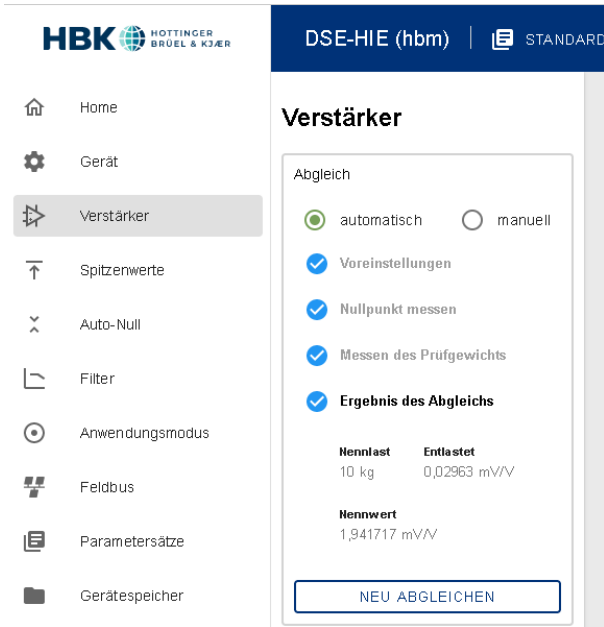 HBK HOTTINGER
BRÜEL & KJÆR
DSE-HIE (hbm)
STANDARD
Home
Gerät
Verstärker
Spitzenwerte
Auto-Null
Filter
Anwendungsmodus
Feldbus
Parametersätze
Gerätespeicher
Verstärker
Abgleich
automatisch manuell
Voreinstellungen
Nullpunkt messen
Messen des Prüfgewichts
Ergebnis des Abgleichs
Nennlast Entlastet
10 kg 0,02963 mV/V
Nennwert
1,941717 mV/V
NEU ABGLEICHEN